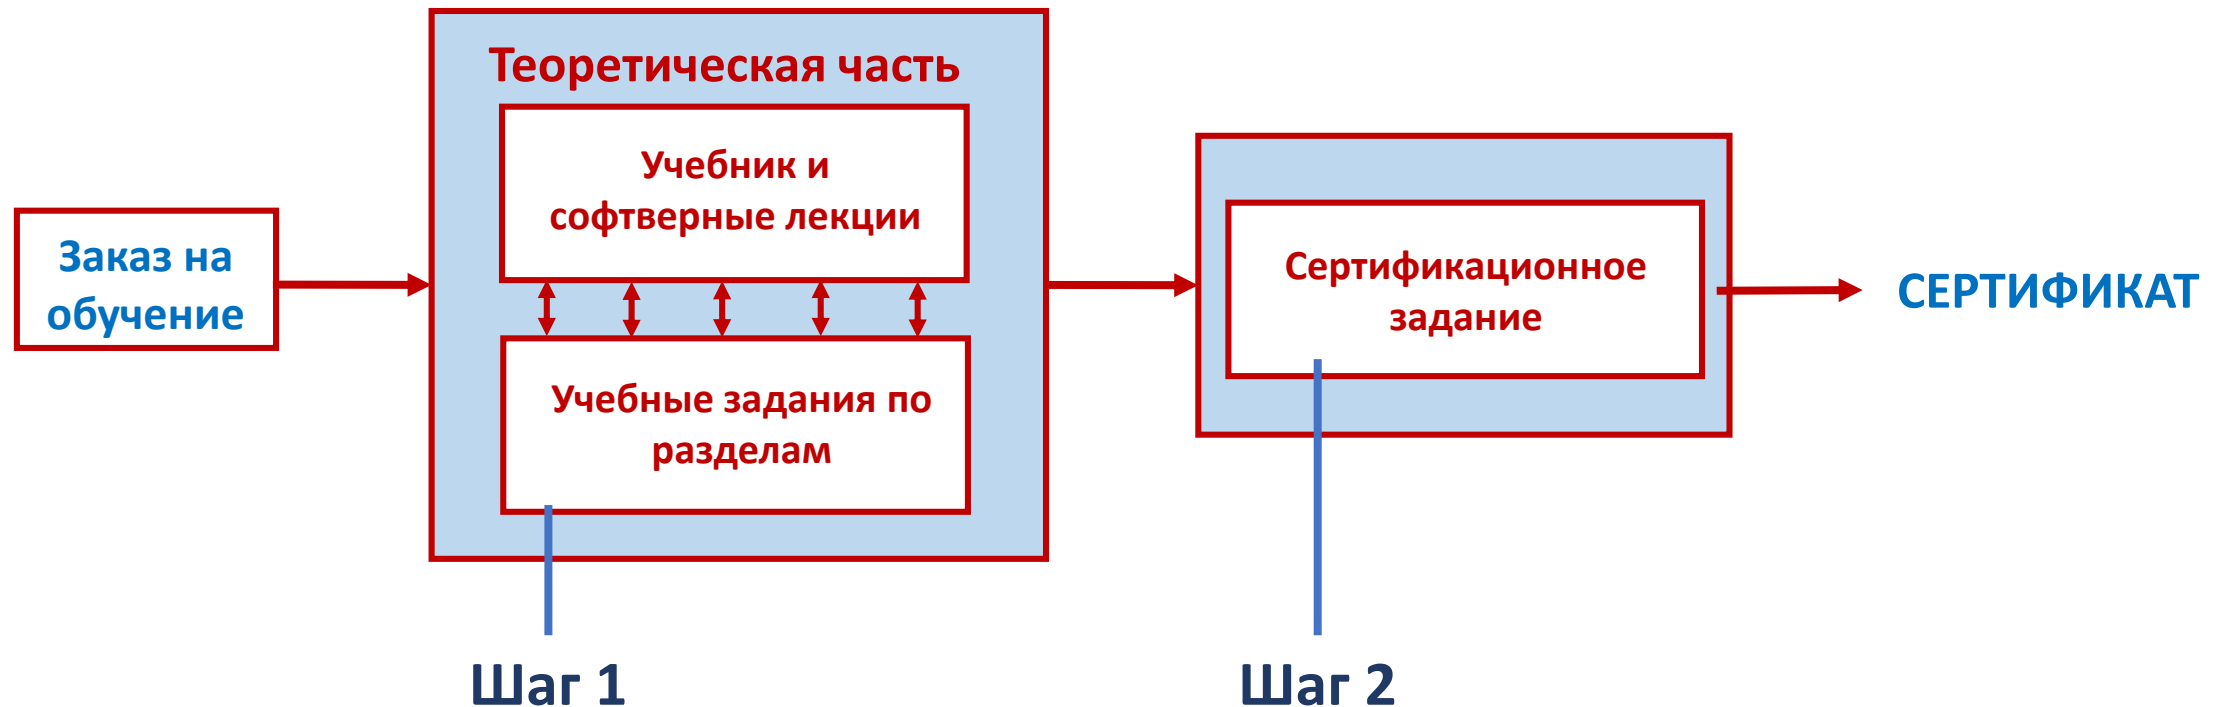 Заказ на
обучение
Теоретическая часть
Учебник и
софтверные лекции
Учебные задания по
разделам
Шаг 1
Сертификационное
задание
Шаг 2
СЕРТИФИКАТ